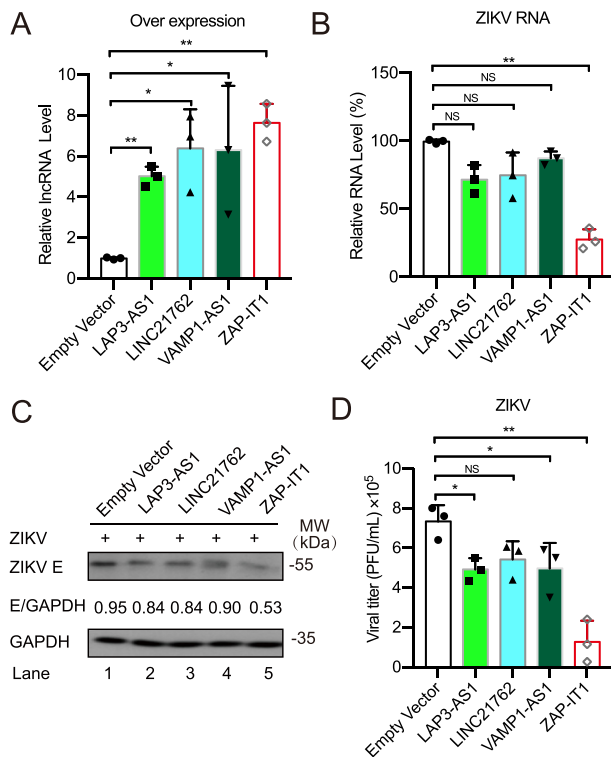 A
Over expression
**
*
*
**
Relative lncRNA Level
10
8
6
4
2
0
Empty Vector
LAP3-AS1
LINC21762
VAMP1-AS1
ZAP-IT1
B
ZIKV RNA
**
NS
NS
NS
Relative RNA Level (%)
150
100
50
0
Empty Vector
LAP3-AS1
LINC21762
VAMP1-AS1
ZAP-IT1
C
Empty Vector
LAP3-AS1
LINC21762
VAMP1-AS1
ZAP-IT1
MW
(kDa)
ZIKV + + + + +
ZIKV E -55
E/GAPDH 0.95 0.84 0.84 0.90 0.53
GAPDH -35
Lane 1 2 3 4 5
D
ZIKV
**
*
NS
*
Viral titer (PFU/mL) ×10⁵
10
8
6
4
2
0
Empty Vector
LAP3-AS1
LINC21762
VAMP1-AS1
ZAP-IT1